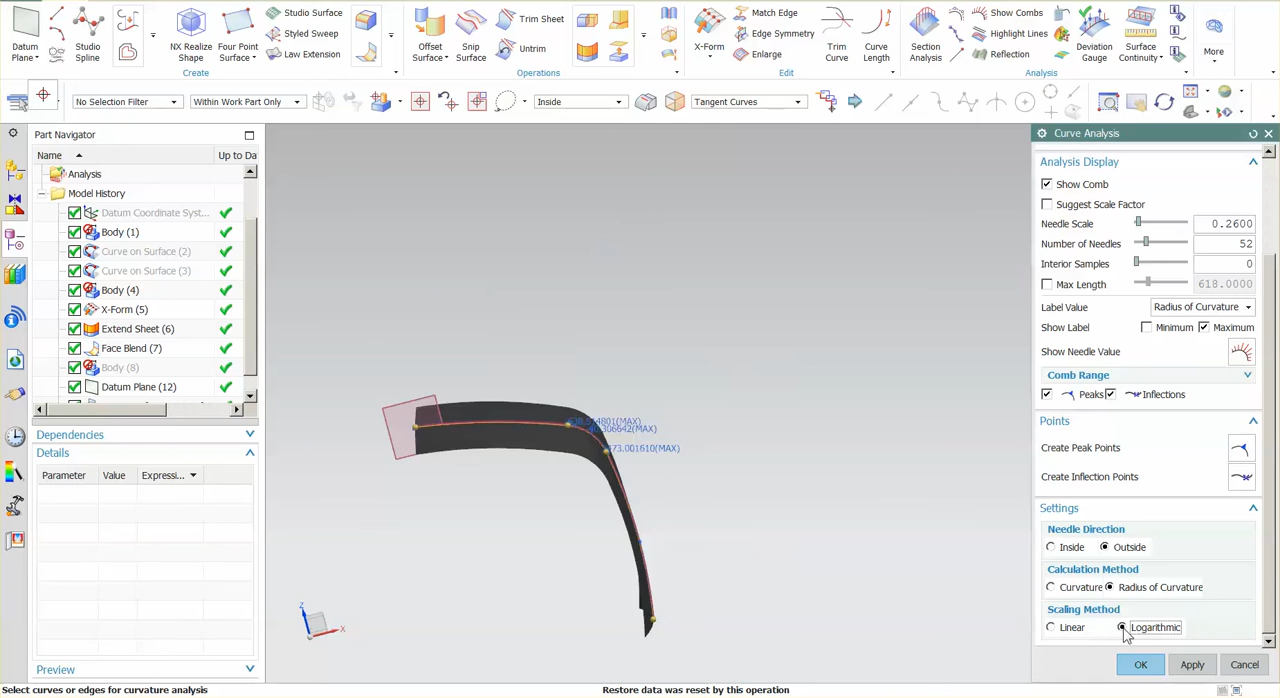 Datum
Plane
Studio
Spline
NX Realize
Shape
Four Point
Surface
Studio Surface
Styled Sweep
Law Extension
Create
Offset
Surface
Snip
Surface
Trim Sheet
Untrim
Operations
X-Form
Match Edge
Edge Symmetry
Enlarge
Trim
Curve
Curve
Length
Edit
Section
Analysis
Show Combs
Highlight Lines
Reflection
Deviation
Gauge
Surface
Continuity
Analysis
More
No Selection Filter
Within Work Part Only
Inside
Tangent Curves
Part Navigator
Name
Up to Da
Analysis
Model History
Datum Coordinate Syst...
Body (1)
Curve on Surface (2)
Curve on Surface (3)
Body (4)
X-Form (5)
Extend Sheet (6)
Face Blend (7)
Body (8)
Datum Plane (12)
Dependencies
Details
Parameter
Value
Expressi...
Preview
306642(MAX)
73.001610(MAX)
Z
X
Curve Analysis
Analysis Display
Show Comb
Suggest Scale Factor
Needle Scale
0.2600
Number of Needles
52
Interior Samples
0
Max Length
618.0000
Label Value
Radius of Curvature
Show Label
Minimum
Maximum
Show Needle Value
Comb Range
Peaks
Inflections
Points
Create Peak Points
Create Inflection Points
Settings
Needle Direction
Inside
Outside
Calculation Method
Curvature
Radius of Curvature
Scaling Method
Linear
Logarithmic
OK
Apply
Cancel
Select curves or edges for curvature analysis
Restore data was reset by this operation